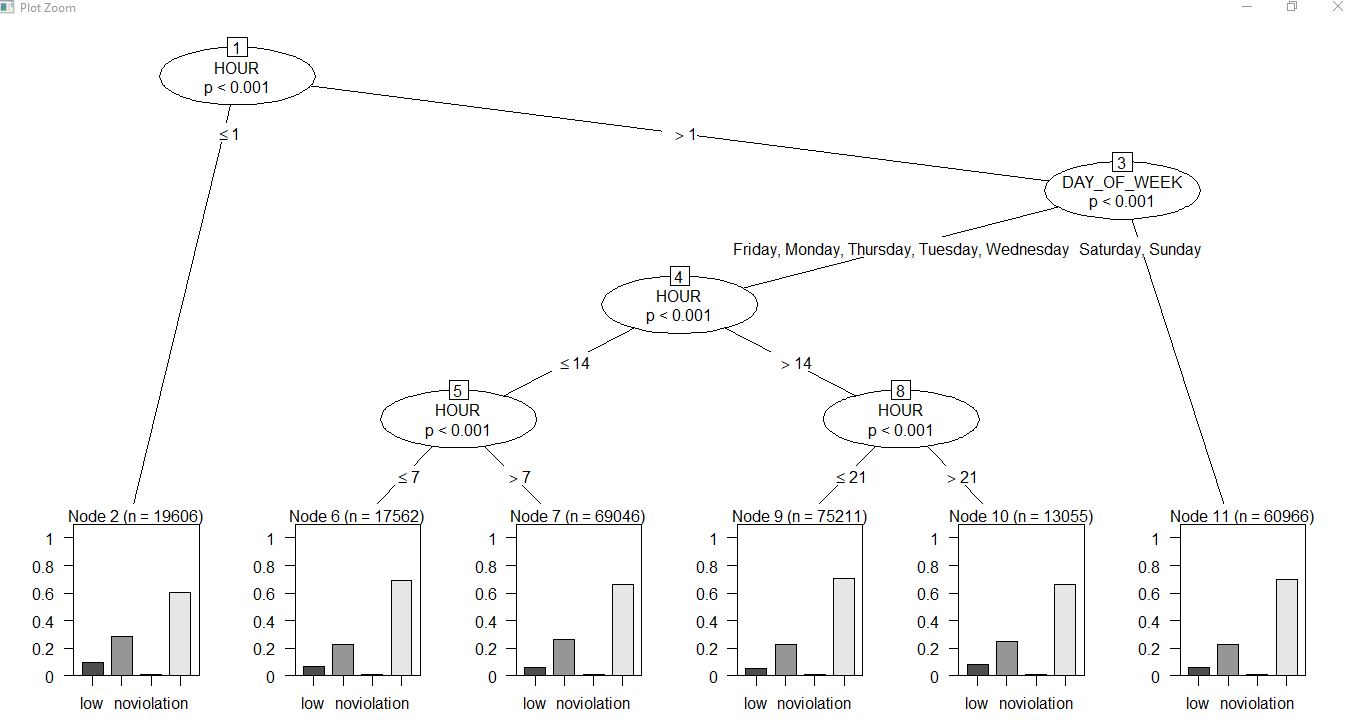 Plot Zoom
1
HOUR
p < 0.001
≤ 1
> 1
3
DAY_OF_WEEK
p < 0.001
Friday, Monday, Thursday, Tuesday, Wednesday
Saturday, Sunday
4
HOUR
p < 0.001
≤ 14
> 14
5
HOUR
p < 0.001
8
HOUR
p < 0.001
≤ 7
> 7
≤ 21
> 21
Node 2 (n = 19606)
1
0.8
0.6
0.4
0.2
0
low noviolation
Node 6 (n = 17562)
1
0.8
0.6
0.4
0.2
0
low noviolation
Node 7 (n = 69046)
1
0.8
0.6
0.4
0.2
0
low noviolation
Node 9 (n = 75211)
1
0.8
0.6
0.4
0.2
0
low noviolation
Node 10 (n = 13055)
1
0.8
0.6
0.4
0.2
0
low noviolation
Node 11 (n = 60966)
1
0.8
0.6
0.4
0.2
0
low noviolation